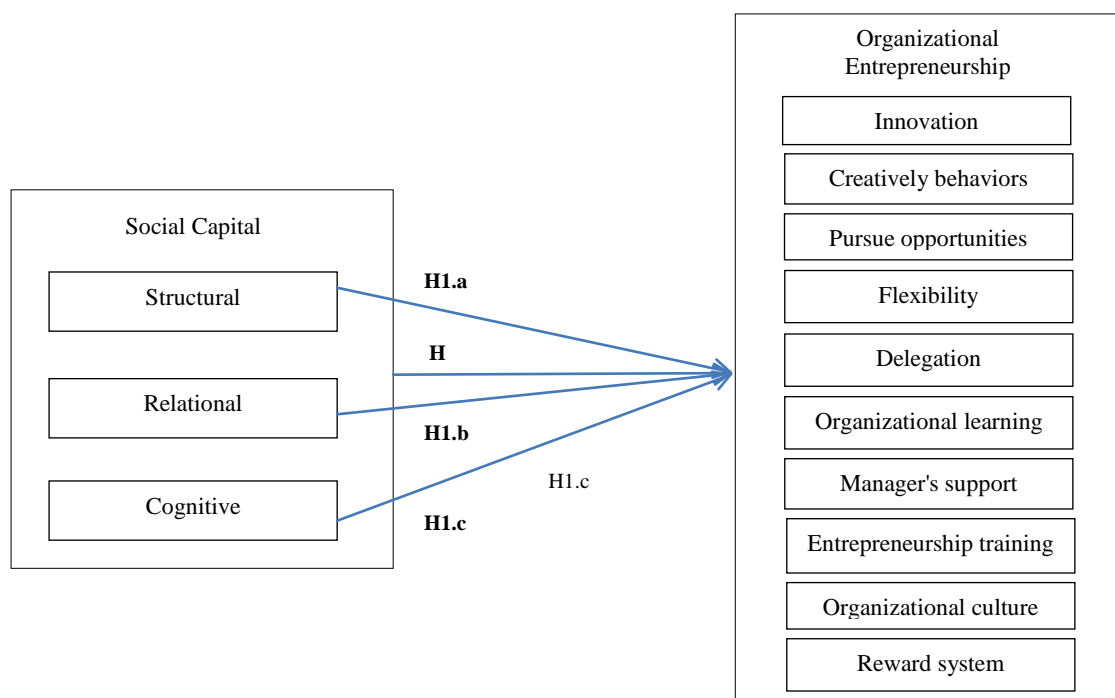 Social Capital
Structural
Relational
Cognitive
H1.a
H
H1.b
H1.c
H1.c
Organizational
Entrepreneurship
Innovation
Creatively behaviors
Pursue opportunities
Flexibility
Delegation
Organizational learning
Manager's support
Entrepreneurship training
Organizational culture
Reward system